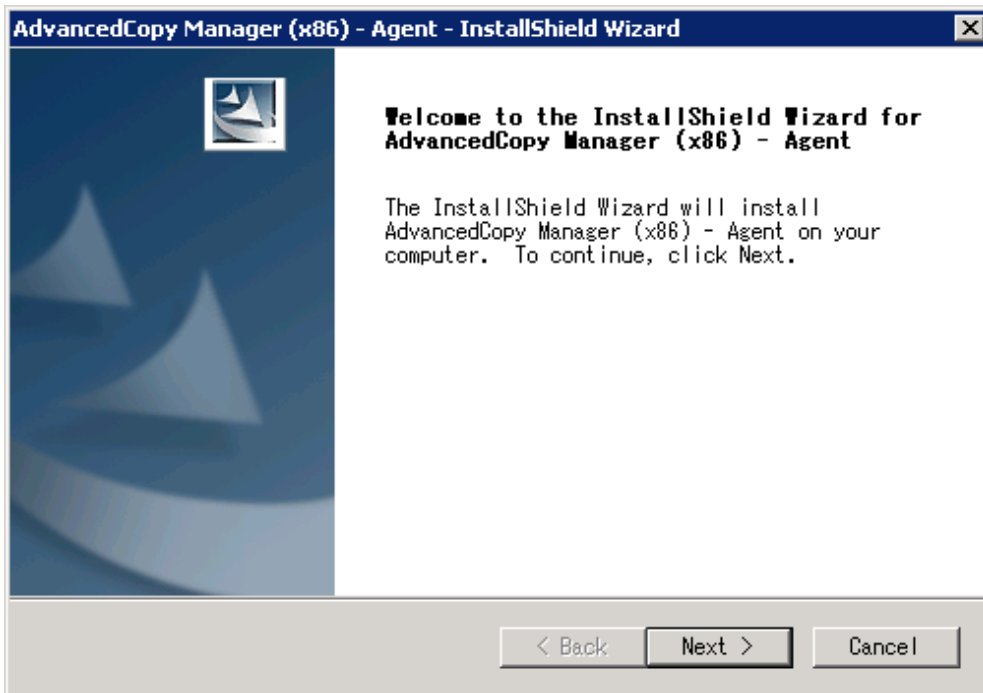 AdvancedCopy Manager (x86) - Agent - InstallShield Wizard
Welcome to the InstallShield Wizard for
AdvancedCopy Manager (x86) - Agent
The InstallShield Wizard will install
AdvancedCopy Manager (x86) - Agent on your
computer.  To continue, click Next.
< Back
Next >
Cancel